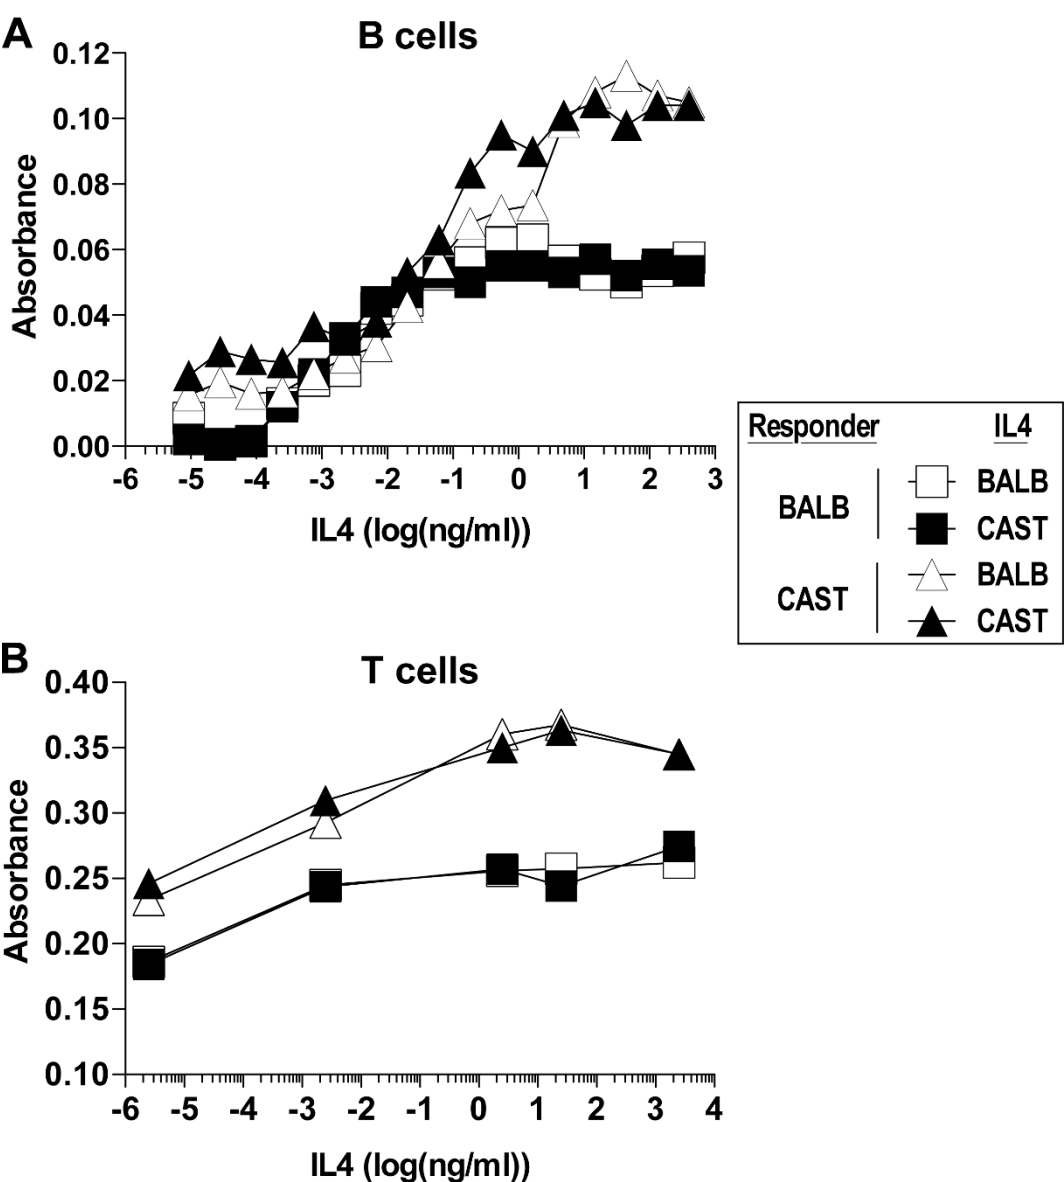 A
B cells
0.12
0.10
0.08
0.06
0.04
0.02
0.00
Absorbance
-6 -5 -4 -3 -2 -1 0 1 2 3
IL4 (log(ng/ml))
Responder IL4
BALB
BALB
CAST
CAST
BALB
CAST
B
T cells
0.40
0.35
0.30
0.25
0.20
0.15
0.10
Absorbance
-6 -5 -4 -3 -2 -1 0 1 2 3 4
IL4 (log(ng/ml))